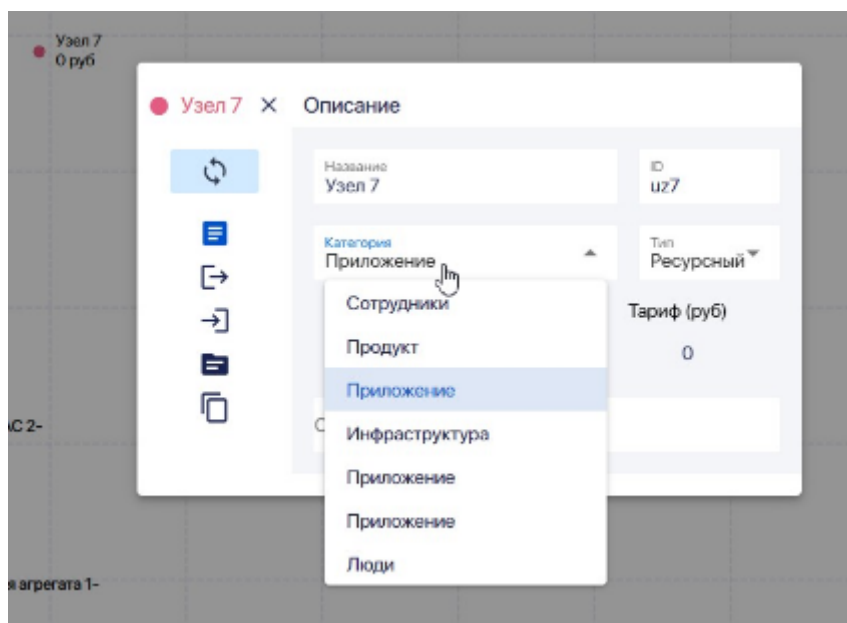 Узел 7
0 руб
Узел 7
Описание
Название
Узел 7
ID
uz7
Категория
Приложение
Тип
Ресурсный
Сотрудники
Тариф (руб)
Продукт
0
Приложение
Инфраструктура
Приложение
Приложение
Люди
АС 2-
агрегата 1-